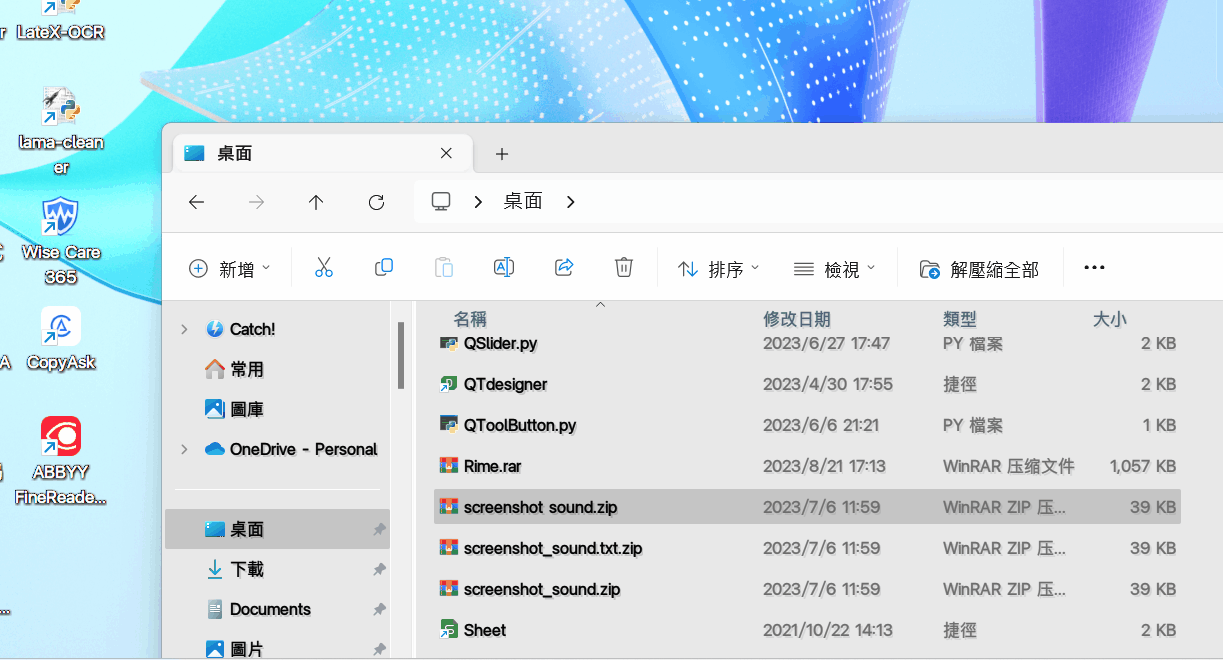 LateX-OCR
lama-clean
er
Wise Care
365
CopyAsk
ABBYY
FineReade...
桌面
桌面
新增
排序
檢視
解壓縮全部
Catch!
常用
圖庫
OneDrive - Personal
桌面
下載
Documents
圖片
名稱 修改日期 類型 大小
QSlider.py 2023/6/27 17:47 PY 檔案 2 KB
QTdesigner 2023/4/30 17:55 捷徑 2 KB
QToolButton.py 2023/6/6 21:21 PY 檔案 1 KB
Rime.rar 2023/8/21 17:13 WinRAR 压缩文件 1,057 KB
screenshot sound.zip 2023/7/6 11:59 WinRAR ZIP 压... 39 KB
screenshot_sound.txt.zip 2023/7/6 11:59 WinRAR ZIP 压... 39 KB
screenshot_sound.zip 2023/7/6 11:59 WinRAR ZIP 压... 39 KB
Sheet 2021/10/22 14:13 捷徑 2 KB